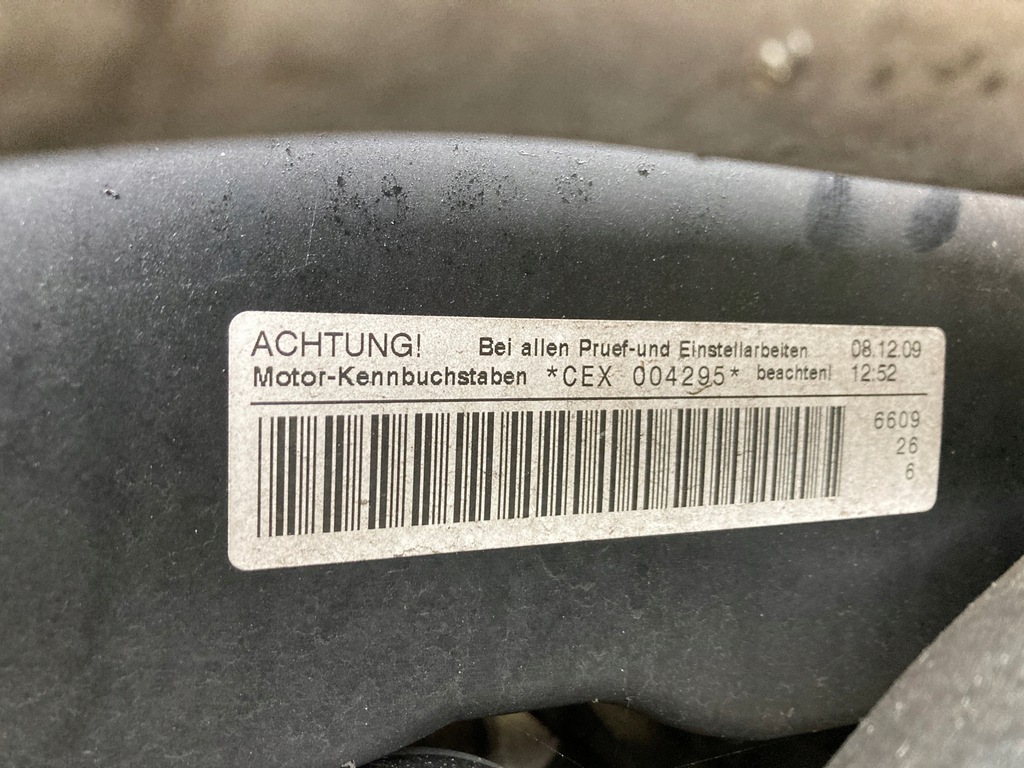 ACHTUNG! Bei allen Pruef-und Einstellarbeiten 08.12.09
Motor-Kennbuchstaben *CEX 004295* beachten! 12:52
6609
26
6